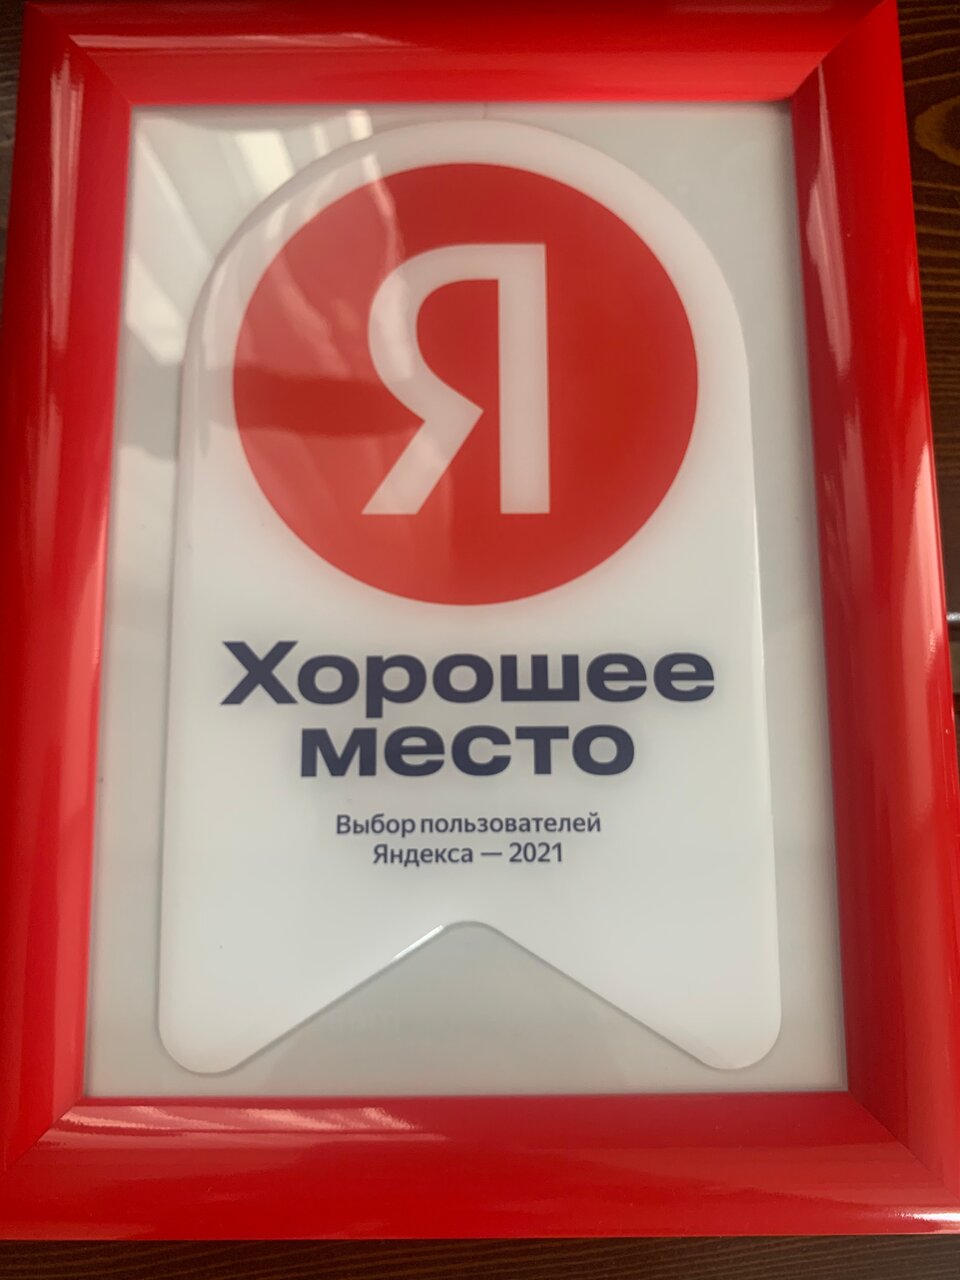 Я
Хорошее
место
Выбор пользователей
Яндекса — 2021